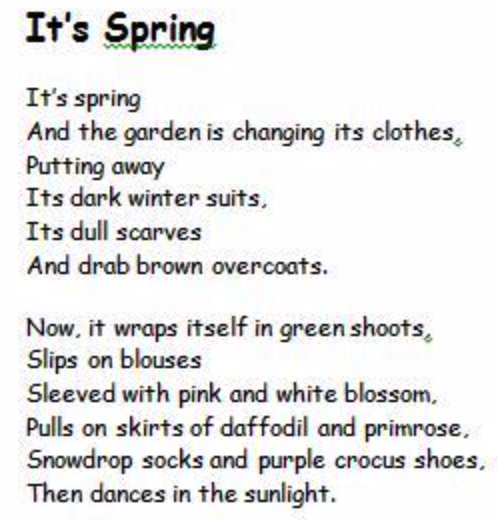 It's Spring
It's spring
And the garden is changing its clothes,
Putting away
Its dark winter suits,
Its dull scarves
And drab brown overcoats.
Now, it wraps itself in green shoots,
Slips on blouses
Sleeved with pink and white blossom,
Pulls on skirts of daffodil and primrose,
Snowdrop socks and purple crocus shoes,
Then dances in the sunlight.